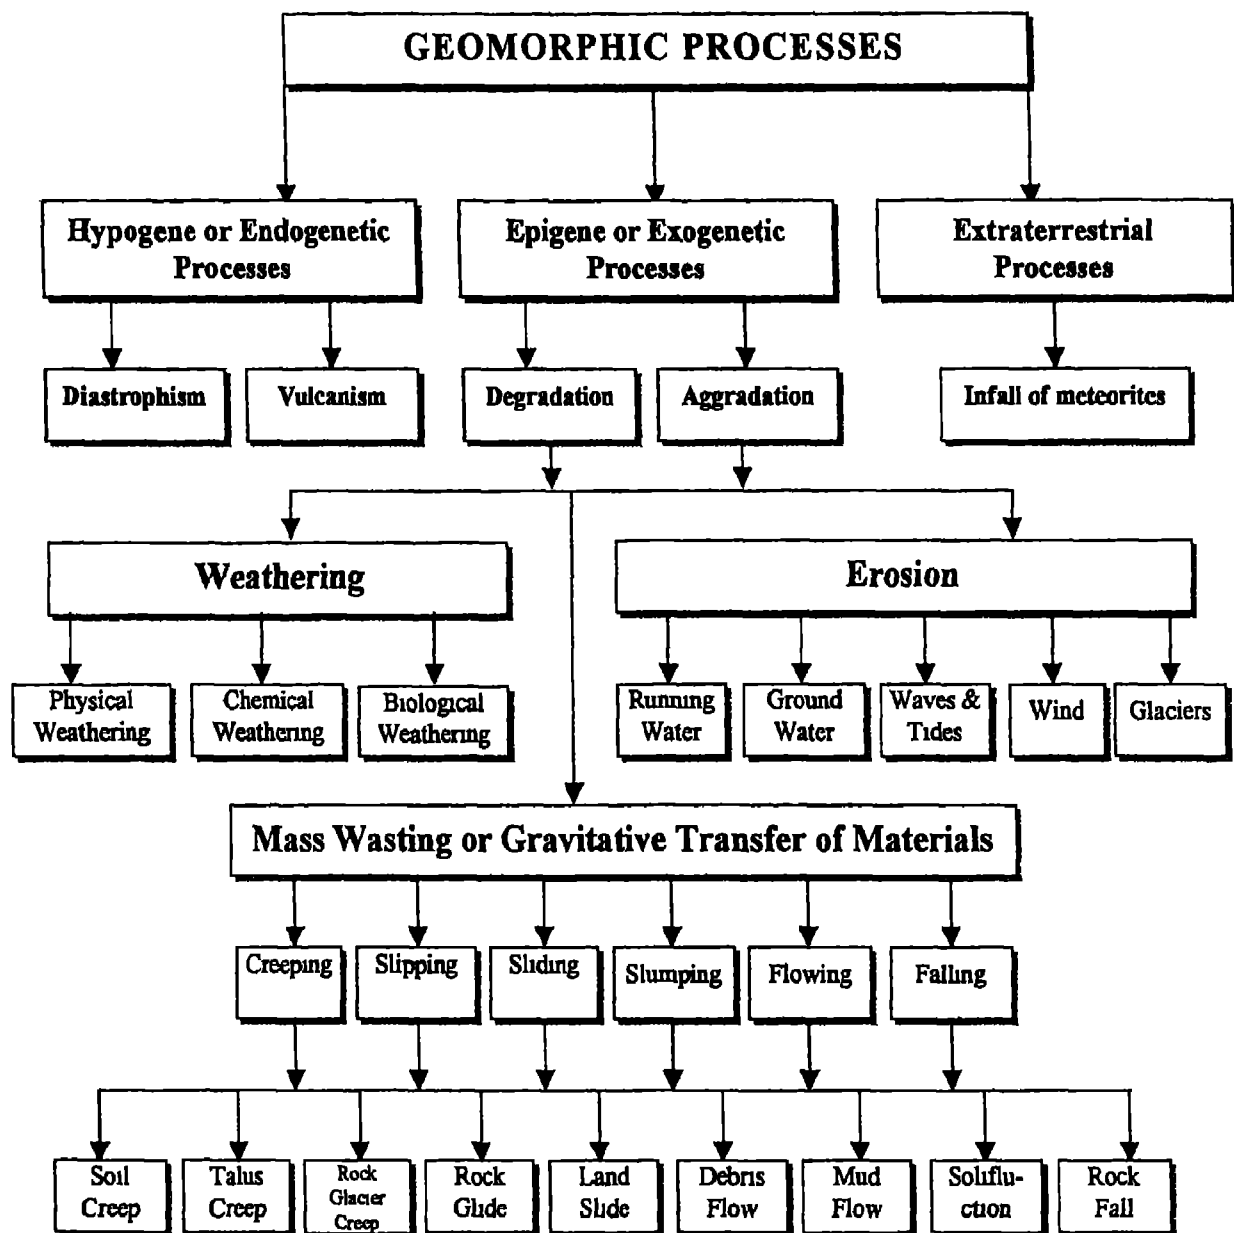 GEOMORPHIC PROCESSES
Hypogene or Endogenetic
Processes
Epigene or Exogenetic
Processes
Extraterrestrial
Processes
Diastrophism
Vulcanism
Degradation
Aggradation
Infall of meteorites
Weathering
Erosion
Physical
Weathering
Chemical
Weathering
Biological
Weathering
Running
Water
Ground
Water
Waves &
Tides
Wind
Glaciers
Mass Wasting or Gravitative Transfer of Materials
Creeping
Slipping
Sliding
Slumping
Flowing
Falling
Soil
Creep
Talus
Creep
Rock
Glacier
Creep
Rock
Glide
Land
Slide
Debris
Flow
Mud
Flow
Soliflu-
ction
Rock
Fall